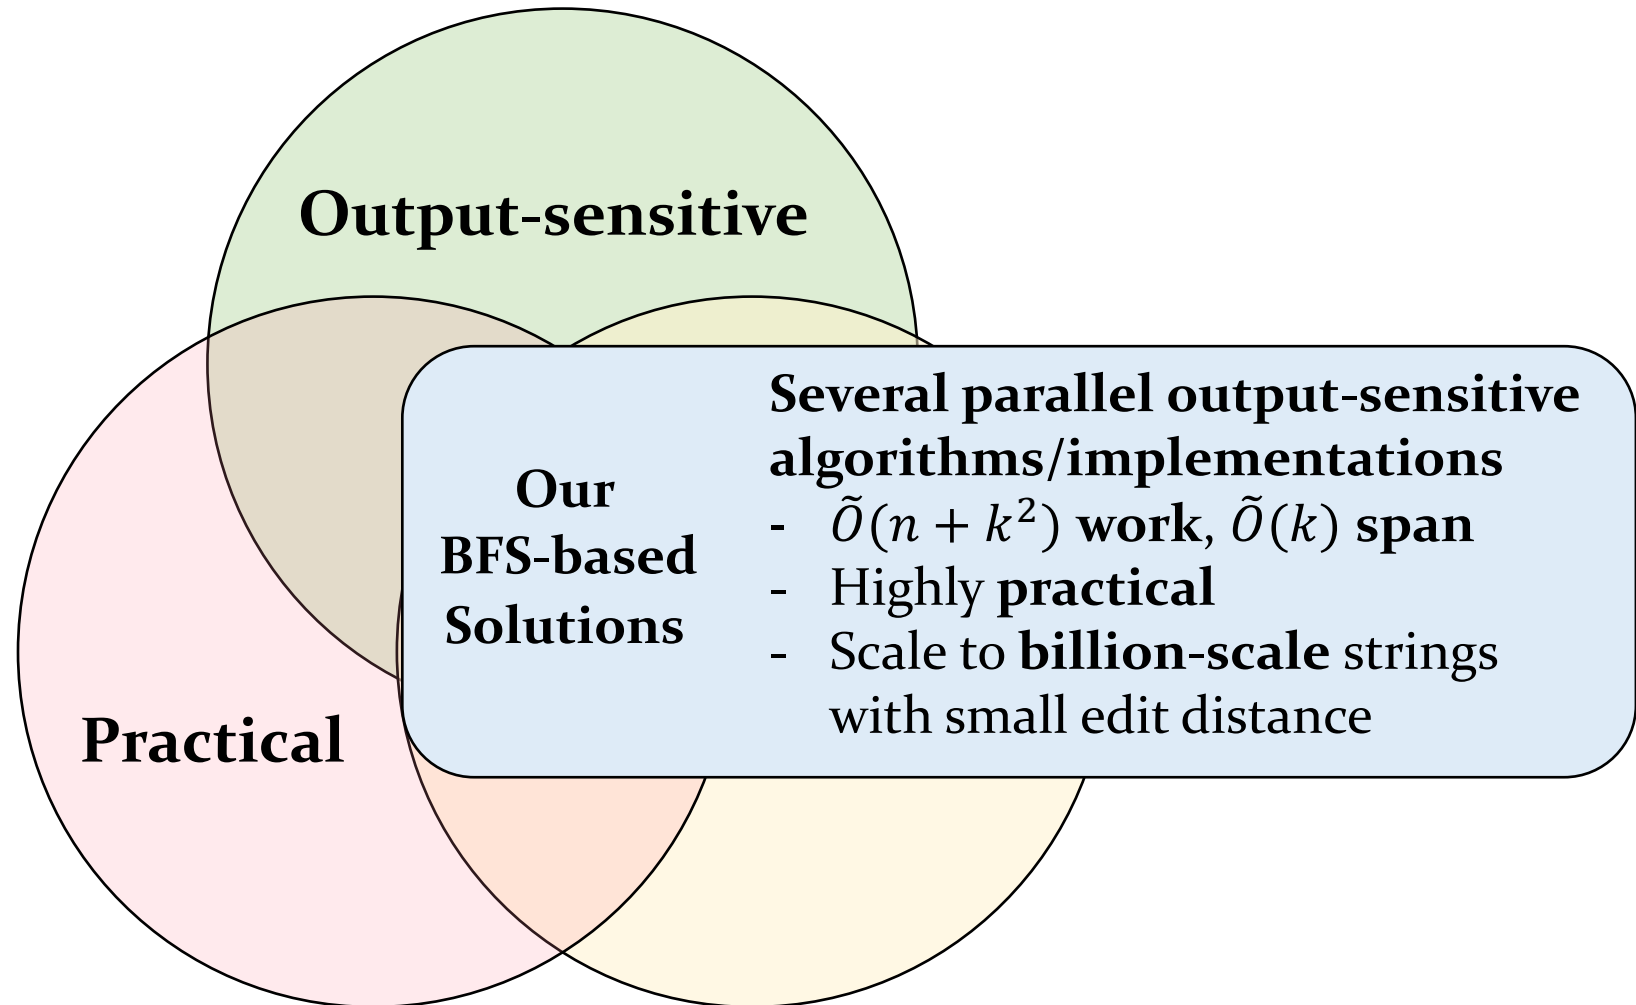 Output-sensitive
Practical
Our
BFS-based
Solutions
Several parallel output-sensitive
algorithms/implementations
- Õ(n + k²) work, Õ(k) span
- Highly practical
- Scale to billion-scale strings
with small edit distance